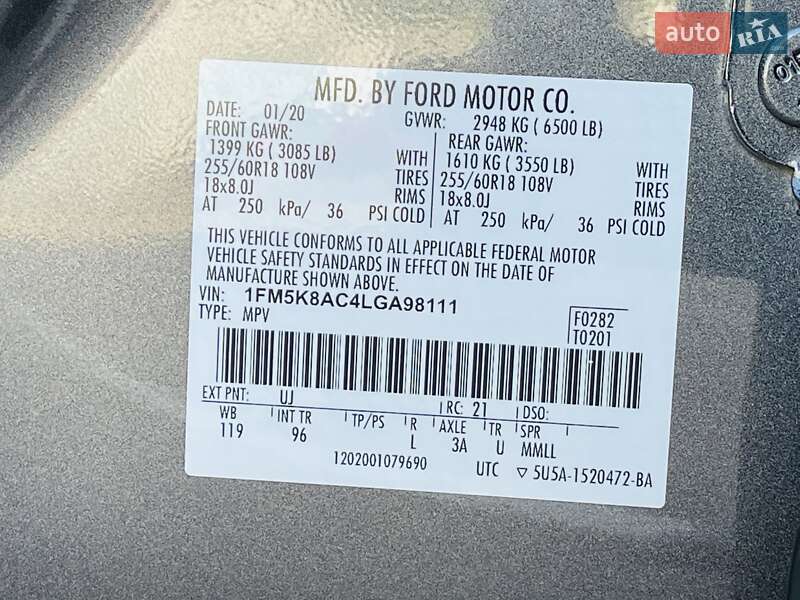 auto RIA
MFD. BY FORD MOTOR CO.
DATE: 01/20
GVWR: 2948 KG ( 6500 LB)
FRONT GAWR:
1399 KG ( 3085 LB) WITH
255/60R18 108V TIRES
18x8.0J RIMS
AT 250 kPa/ 36 PSI COLD
REAR GAWR:
1610 KG ( 3550 LB) WITH
255/60R18 108V TIRES
18x8.0J RIMS
AT 250 kPa/ 36 PSI COLD
THIS VEHICLE CONFORMS TO ALL APPLICABLE FEDERAL MOTOR
VEHICLE SAFETY STANDARDS IN EFFECT ON THE DATE OF
MANUFACTURE SHOWN ABOVE.
VIN: 1FM5K8AC4LGA98111
TYPE: MPV
F0282
T0201
EXT PNT: UJ RC: 21 DSO:
WB INT TR TP/PS R AXLE TR SPR
119 96 L 3A U MMLL
1202001079690 UTC ▽ 5U5A-1520472-BA